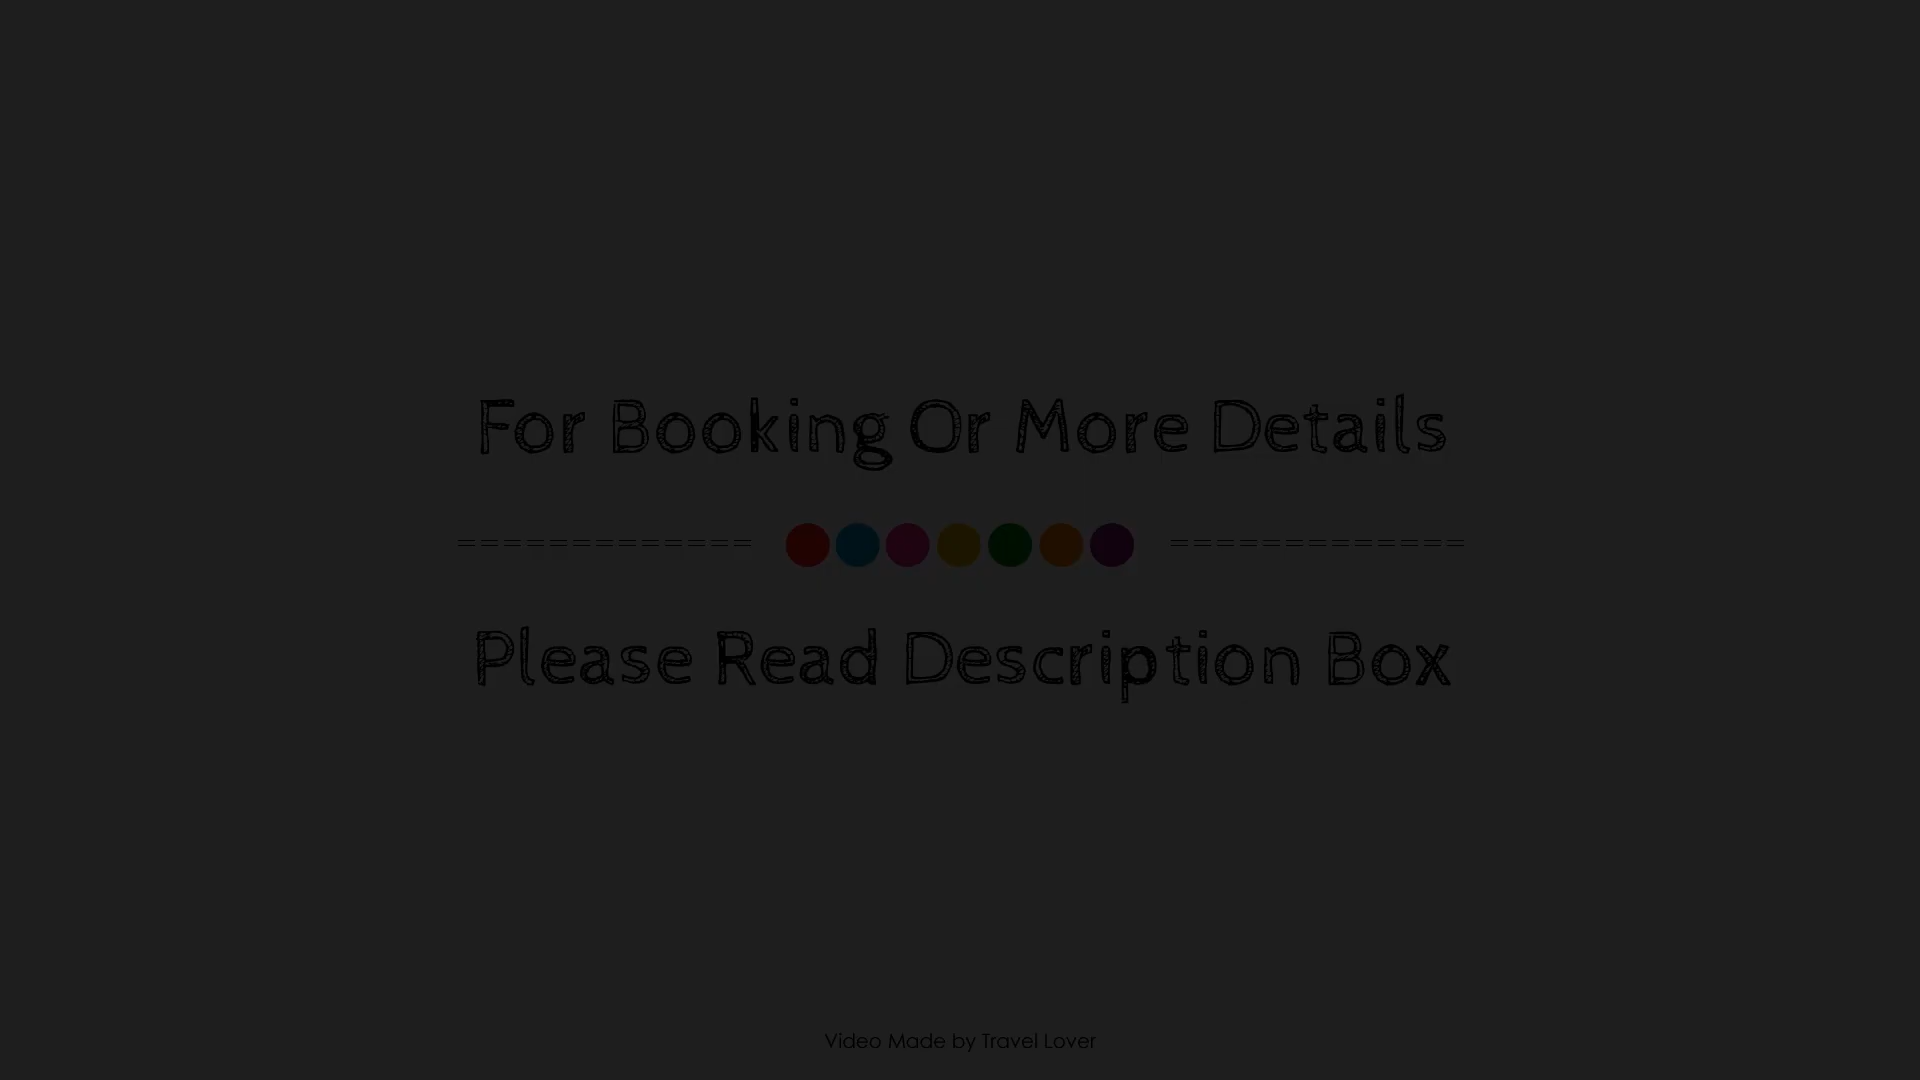 For Booking Or More Details
============= =============
Please Read Description Box
Video Made by Travel Lover